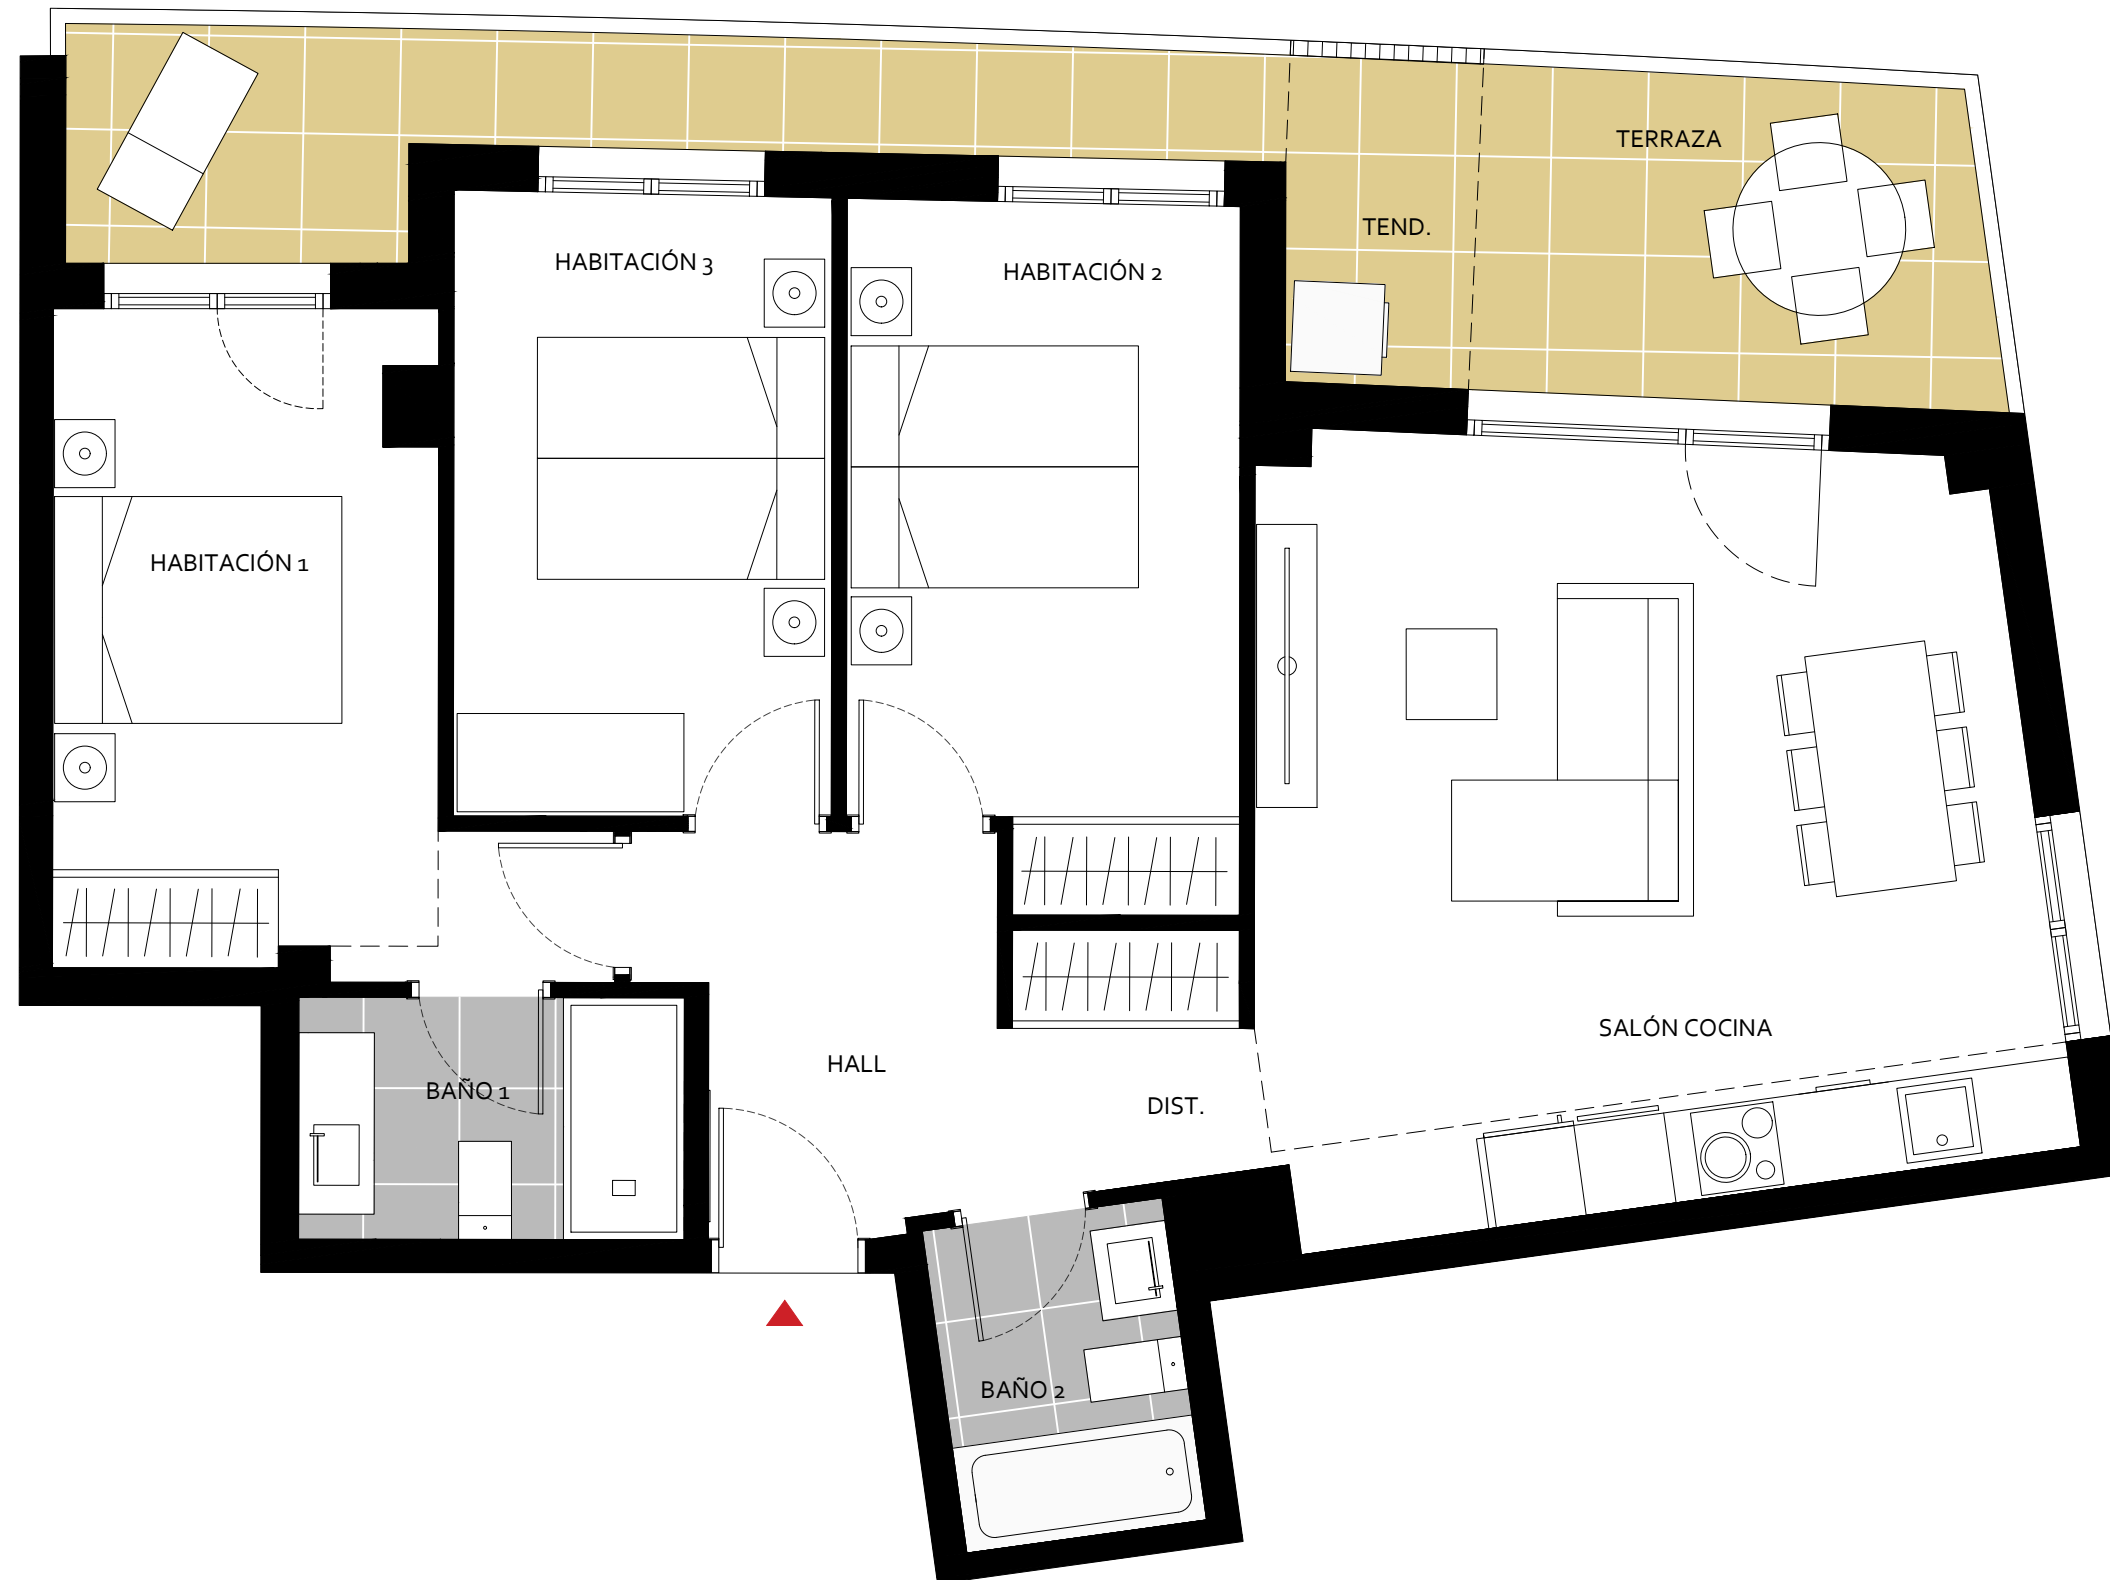 TERRAZA
TEND.
HABITACIÓN 3
HABITACIÓN 2
HABITACIÓN 1
SALÓN COCINA
HALL
BAÑO 1
DIST.
BAÑO 2